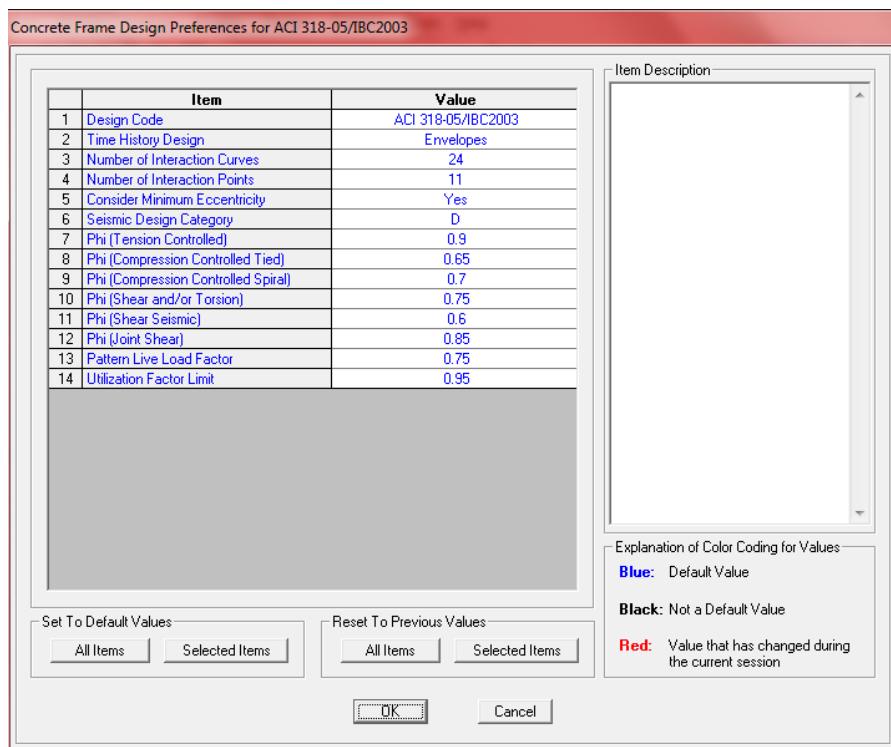 Concrete Frame Design Preferences for ACI 318-05/IBC2003
Item Value
1 Design Code ACI 318-05/IBC2003
2 Time History Design Envelopes
3 Number of Interaction Curves 24
4 Number of Interaction Points 11
5 Consider Minimum Eccentricity Yes
6 Seismic Design Category D
7 Phi (Tension Controlled) 0.9
8 Phi (Compression Controlled Tied) 0.65
9 Phi (Compression Controlled Spiral) 0.7
10 Phi (Shear and/or Torsion) 0.75
11 Phi (Shear Seismic) 0.6
12 Phi (Joint Shear) 0.85
13 Pattern Live Load Factor 0.75
14 Utilization Factor Limit 0.95
Set To Default Values
All Items Selected Items
Reset To Previous Values
All Items Selected Items
Item Description
Explanation of Color Coding for Values
Blue: Default Value
Black: Not a Default Value
Red: Value that has changed during
the current session
OK Cancel